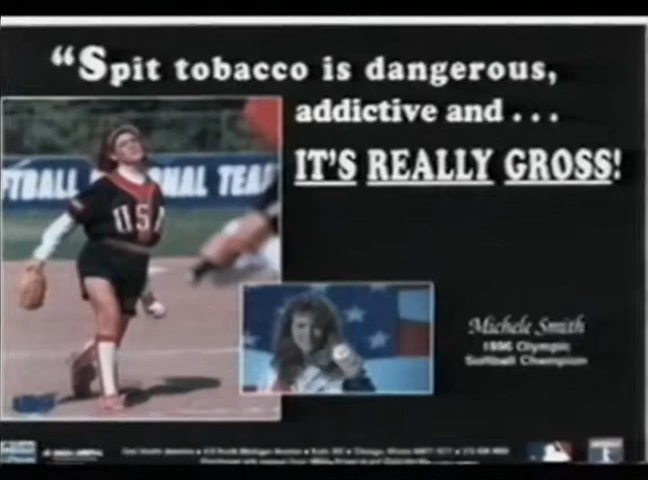 “Spit tobacco is dangerous,
addictive and . . .
IT'S REALLY GROSS!
USA
Michele Smith
1996 Olympic
Softball Champion